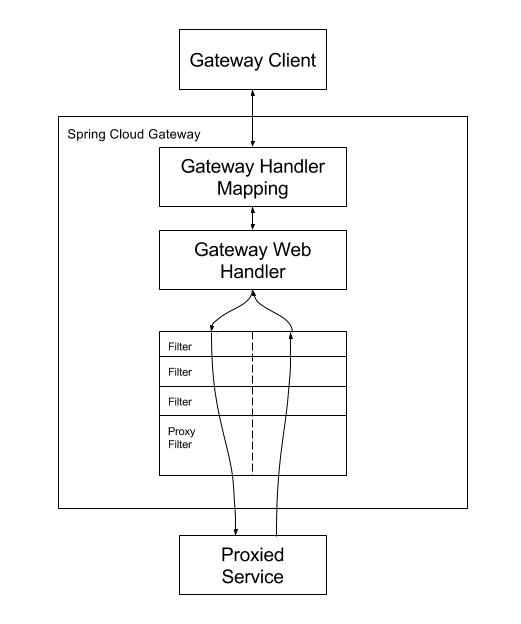 Gateway Client
Spring Cloud Gateway
Gateway Handler
Mapping
Gateway Web
Handler
Filter
Filter
Filter
Proxy
Filter
Proxied
Service